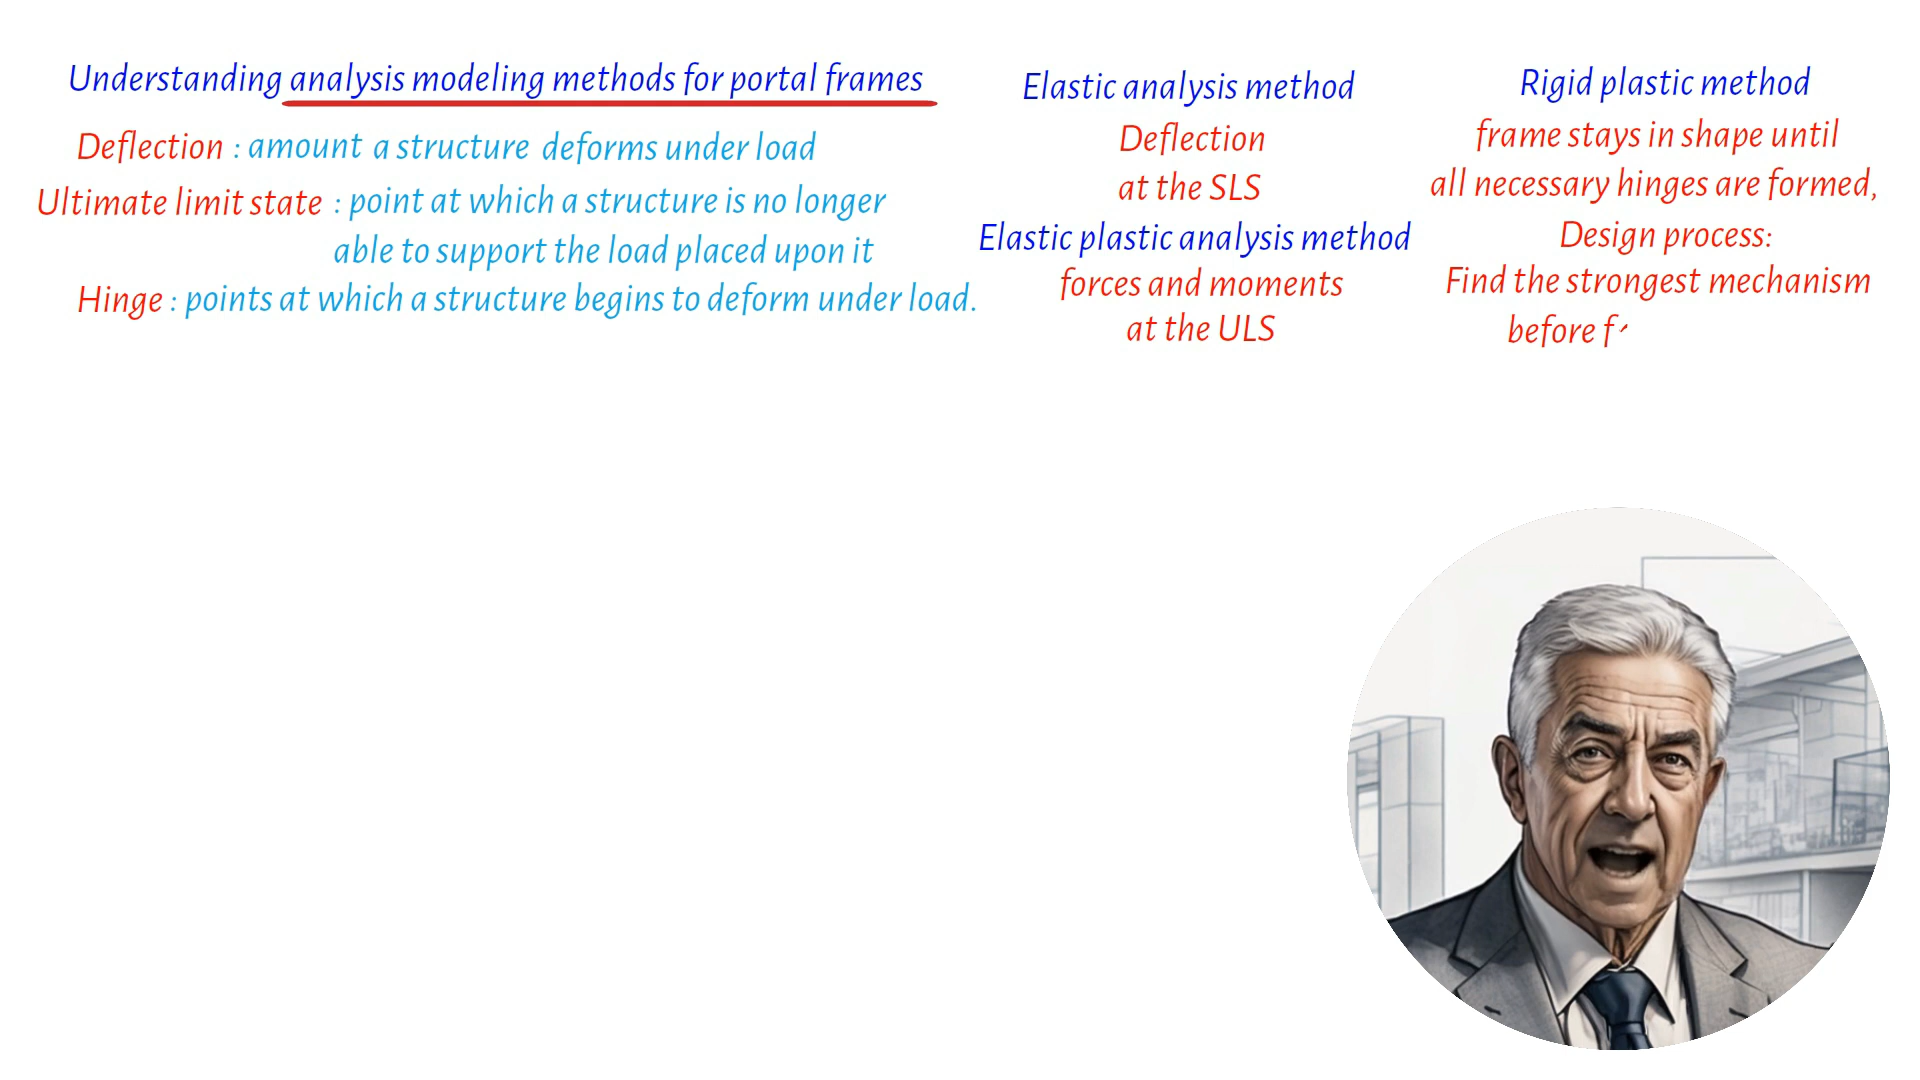 Understanding analysis modeling methods for portal frames
Deflection : amount a structure deforms under load
Ultimate limit state : point at which a structure is no longer
able to support the load placed upon it
Hinge : points at which a structure begins to deform under load.
Elastic analysis method
Deflection
at the SLS
Elastic plastic analysis method
forces and moments
at the ULS
Rigid plastic method
frame stays in shape until
all necessary hinges are formed,
Design process:
Find the strongest mechanism
before f